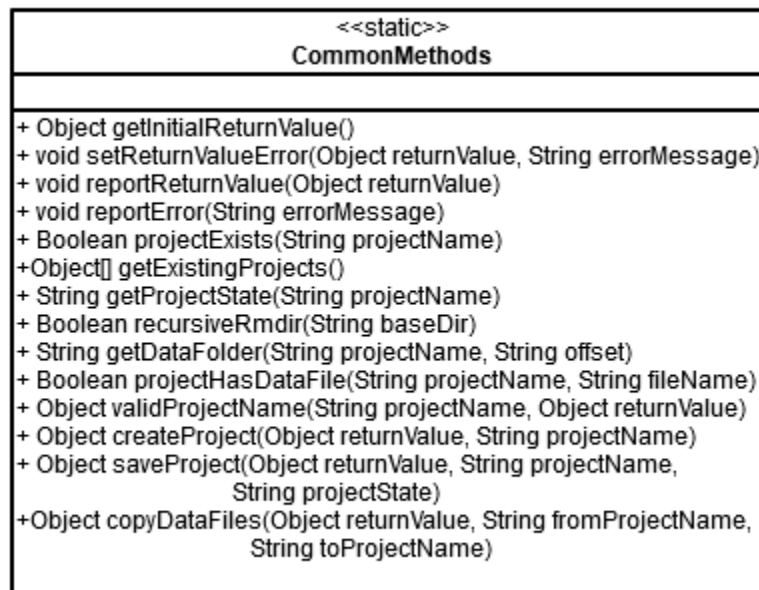 <<static>>
CommonMethods
+ Object getInitialReturnValue()
+ void setReturnValueError(Object returnValue, String errorMessage)
+ void reportReturnValue(Object returnValue)
+ void reportError(String errorMessage)
+ Boolean projectExists(String projectName)
+Object[] getExistingProjects()
+ String getProjectState(String projectName)
+ Boolean recursiveRmdir(String baseDir)
+ String getDataFolder(String projectName, String offset)
+ Boolean projectHasDataFile(String projectName, String fileName)
+ Object validProjectName(String projectName, Object returnValue)
+ Object createProject(Object returnValue, String projectName)
+ Object saveProject(Object returnValue, String projectName,
String projectState)
+Object copyDataFiles(Object returnValue, String fromProjectName,
String toProjectName)